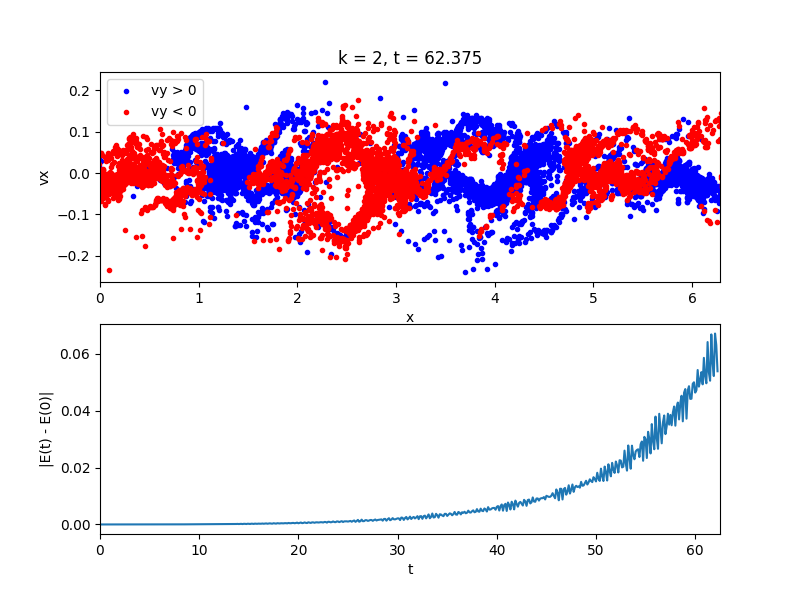 k = 2, t = 62.375
vy > 0
vy < 0
vx
0.2
0.1
0.0
−0.1
−0.2
0 1 2 3 4 5 6
x
|E(t) - E(0)|
0.06
0.04
0.02
0.00
0 10 20 30 40 50 60
t